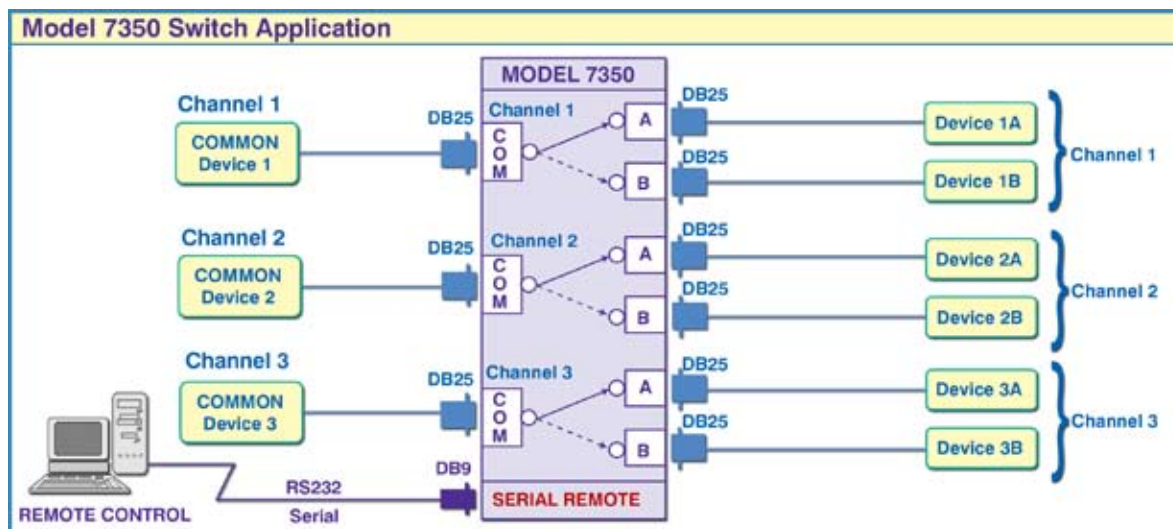 Model 7350 Switch Application
MODEL 7350
Channel 1
COMMON
Device 1
DB25
Channel 1
COM
A
B
DB25
DB25
Device 1A
Device 1B
Channel 1
Channel 2
COMMON
Device 2
DB25
Channel 2
COM
A
B
DB25
DB25
Device 2A
Device 2B
Channel 2
Channel 3
COMMON
Device 3
DB25
Channel 3
COM
A
B
DB25
DB25
Device 3A
Device 3B
Channel 3
REMOTE CONTROL
RS232
Serial
DB9
SERIAL REMOTE